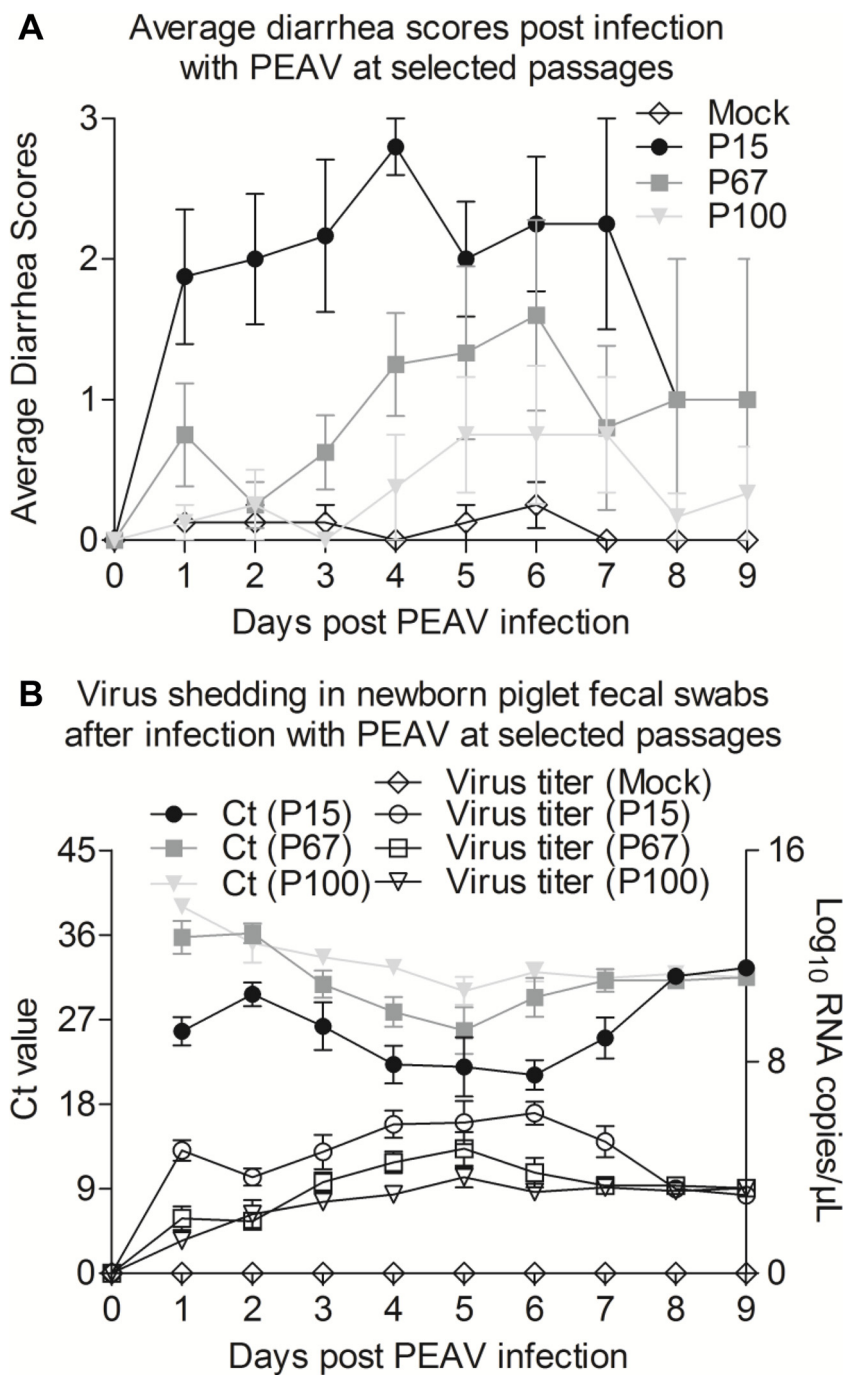 A
Average diarrhea scores post infection
with PEAV at selected passages
Average Diarrhea Scores
3
2
1
0
Mock
P15
P67
P100
0 1 2 3 4 5 6 7 8 9
Days post PEAV infection
B
Virus shedding in newborn piglet fecal swabs
after infection with PEAV at selected passages
Virus titer (Mock)
Ct (P15) Virus titer (P15)
Ct (P67) Virus titer (P67)
Ct (P100) Virus titer (P100)
Ct value
45
36
27
18
9
0
16
8
0
Log10 RNA copies/µL
0 1 2 3 4 5 6 7 8 9
Days post PEAV infection